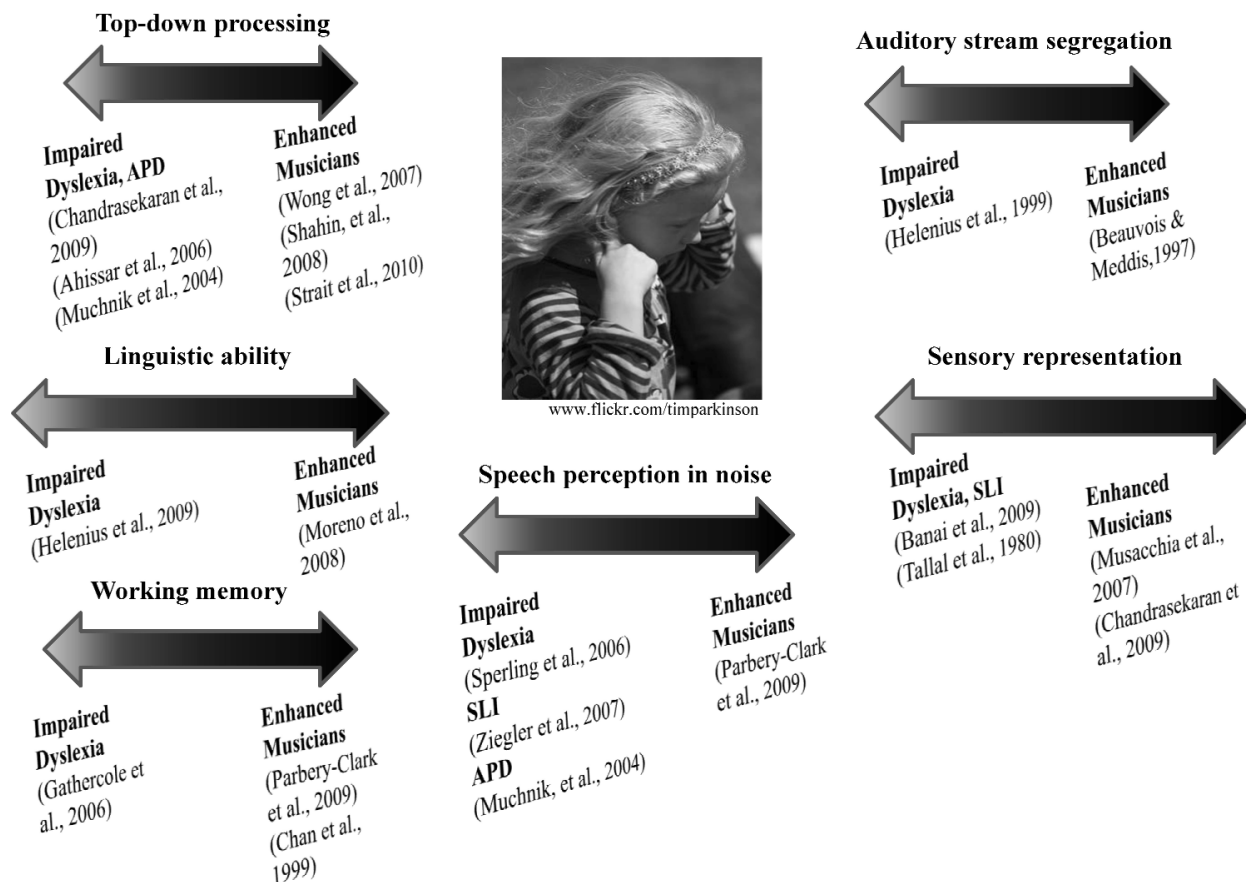 Top-down processing
Impaired
Dyslexia, APD
(Chandrasekaran et al.,
2009)
(Ahissar et al., 2006)
(Muchnik et al., 2004)
Enhanced
Musicians
(Wong et al., 2007)
(Shahin, et al.,
2008)
(Strait et al., 2010)
Linguistic ability
Impaired
Dyslexia
(Helenius et al., 2009)
Enhanced
Musicians
(Moreno et al.,
2008)
Working memory
Impaired
Dyslexia
(Gathercole et
al., 2006)
Enhanced
Musicians
(Parbery-Clark
et al., 2009)
(Chan et al.,
1999)
www.flickr.com/timparkinson
Speech perception in noise
Impaired
Dyslexia
(Sperling et al., 2006)
SLI
(Ziegler et al., 2007)
APD
(Muchnik, et al., 2004)
Enhanced
Musicians
(Parbery-Clark
et al., 2009)
Auditory stream segregation
Impaired
Dyslexia
(Helenius et al., 1999)
Enhanced
Musicians
(Beauvois &
Meddis,1997)
Sensory representation
Impaired
Dyslexia, SLI
(Banai et al., 2009)
(Tallal et al., 1980)
Enhanced
Musicians
(Musacchia et al.,
2007)
(Chandrasekaran et
al., 2009)